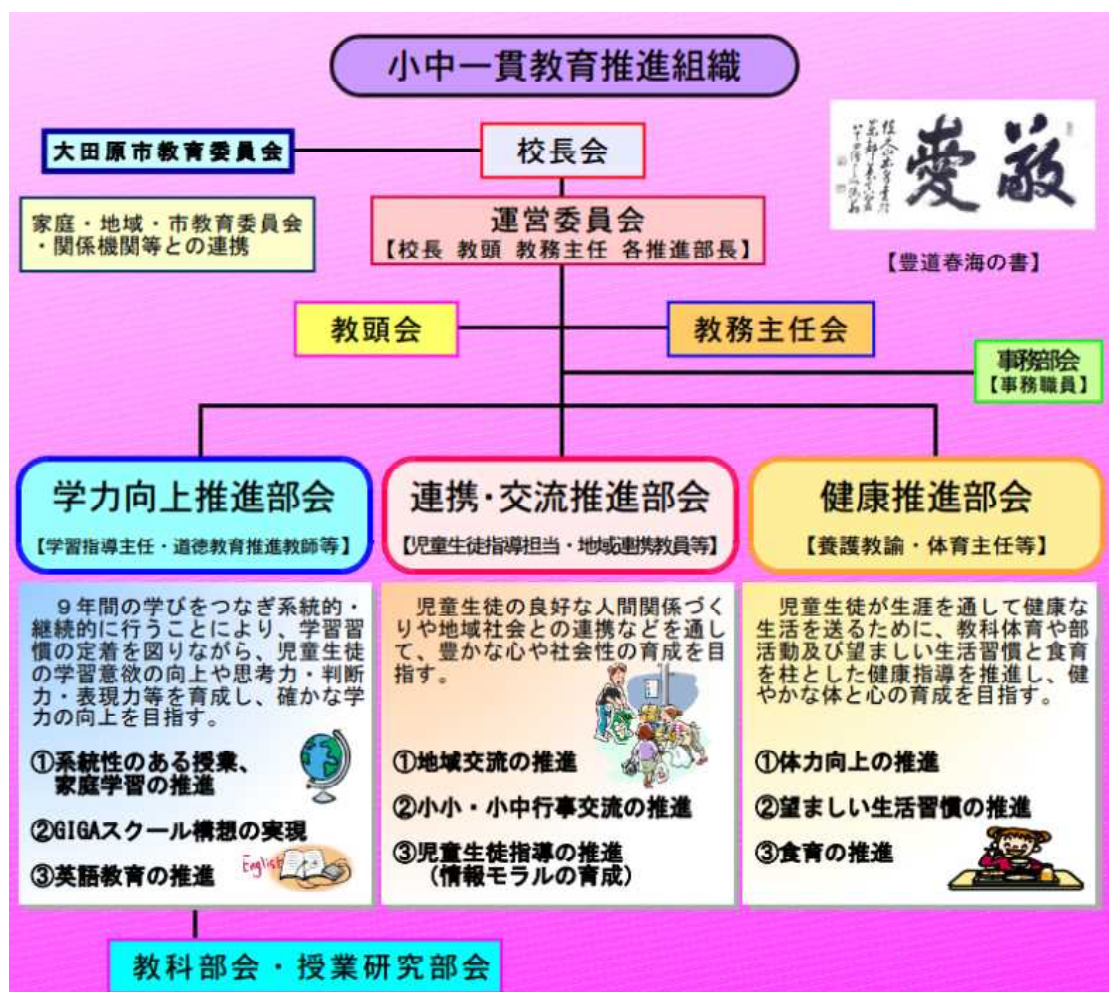 小中一貫教育推進組織
大田原市教育委員会
校長会
敬愛
家庭・地域・市教育委員会
・関係機関等との連携
運営委員会
【校長 教頭 教務主任 各推進部長】
【豊道春海の書】
教頭会
教務主任会
事務部会
【事務職員】
学力向上推進部会
【学習指導主任・道徳教育推進教師等】
９年間の学びをつなぎ系統的・
継続的に行うことにより、学習習
慣の定着を図りながら、児童生徒
の学習意欲の向上や思考力・判断
力・表現力等を育成し、確かな学
力の向上を目指す。
①系統性のある授業、
家庭学習の推進
②GIGAスクール構想の実現
③英語教育の推進
English
連携・交流推進部会
【児童生徒指導担当・地域連携教員等】
児童生徒の良好な人間関係づく
りや地域社会との連携などを通し
て、豊かな心や社会性の育成を目
指す。
①地域交流の推進
②小小・小中行事交流の推進
③児童生徒指導の推進
（情報モラルの育成）
健康推進部会
【養護教諭・体育主任等】
児童生徒が生涯を通して健康な
生活を送るために、教科体育や部
活動及び望ましい生活習慣と食育
を柱とした健康指導を推進し、健
やかな体と心の育成を目指す。
①体力向上の推進
②望ましい生活習慣の推進
③食育の推進
教科部会・授業研究部会